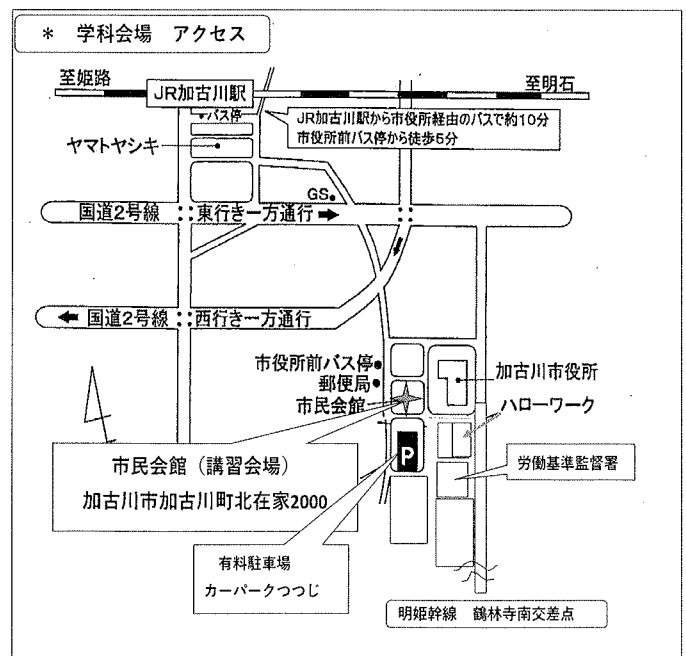 * 学科会場 アクセス
至姫路
JR加古川駅
至明石
バス停
JR加古川駅から市役所経由のバスで約10分
市役所前バス停から徒歩5分
ヤマトヤシキ
GS
国道2号線 東行き一方通行
国道2号線 西行き一方通行
市役所前バス停
郵便局
市民会館
加古川市役所
ハローワーク
市民会館(講習会場)
加古川市加古川町北在家2000
P
労働基準監督署
有料駐車場
カーパークつつじ
明姫幹線 鶴林寺南交差点